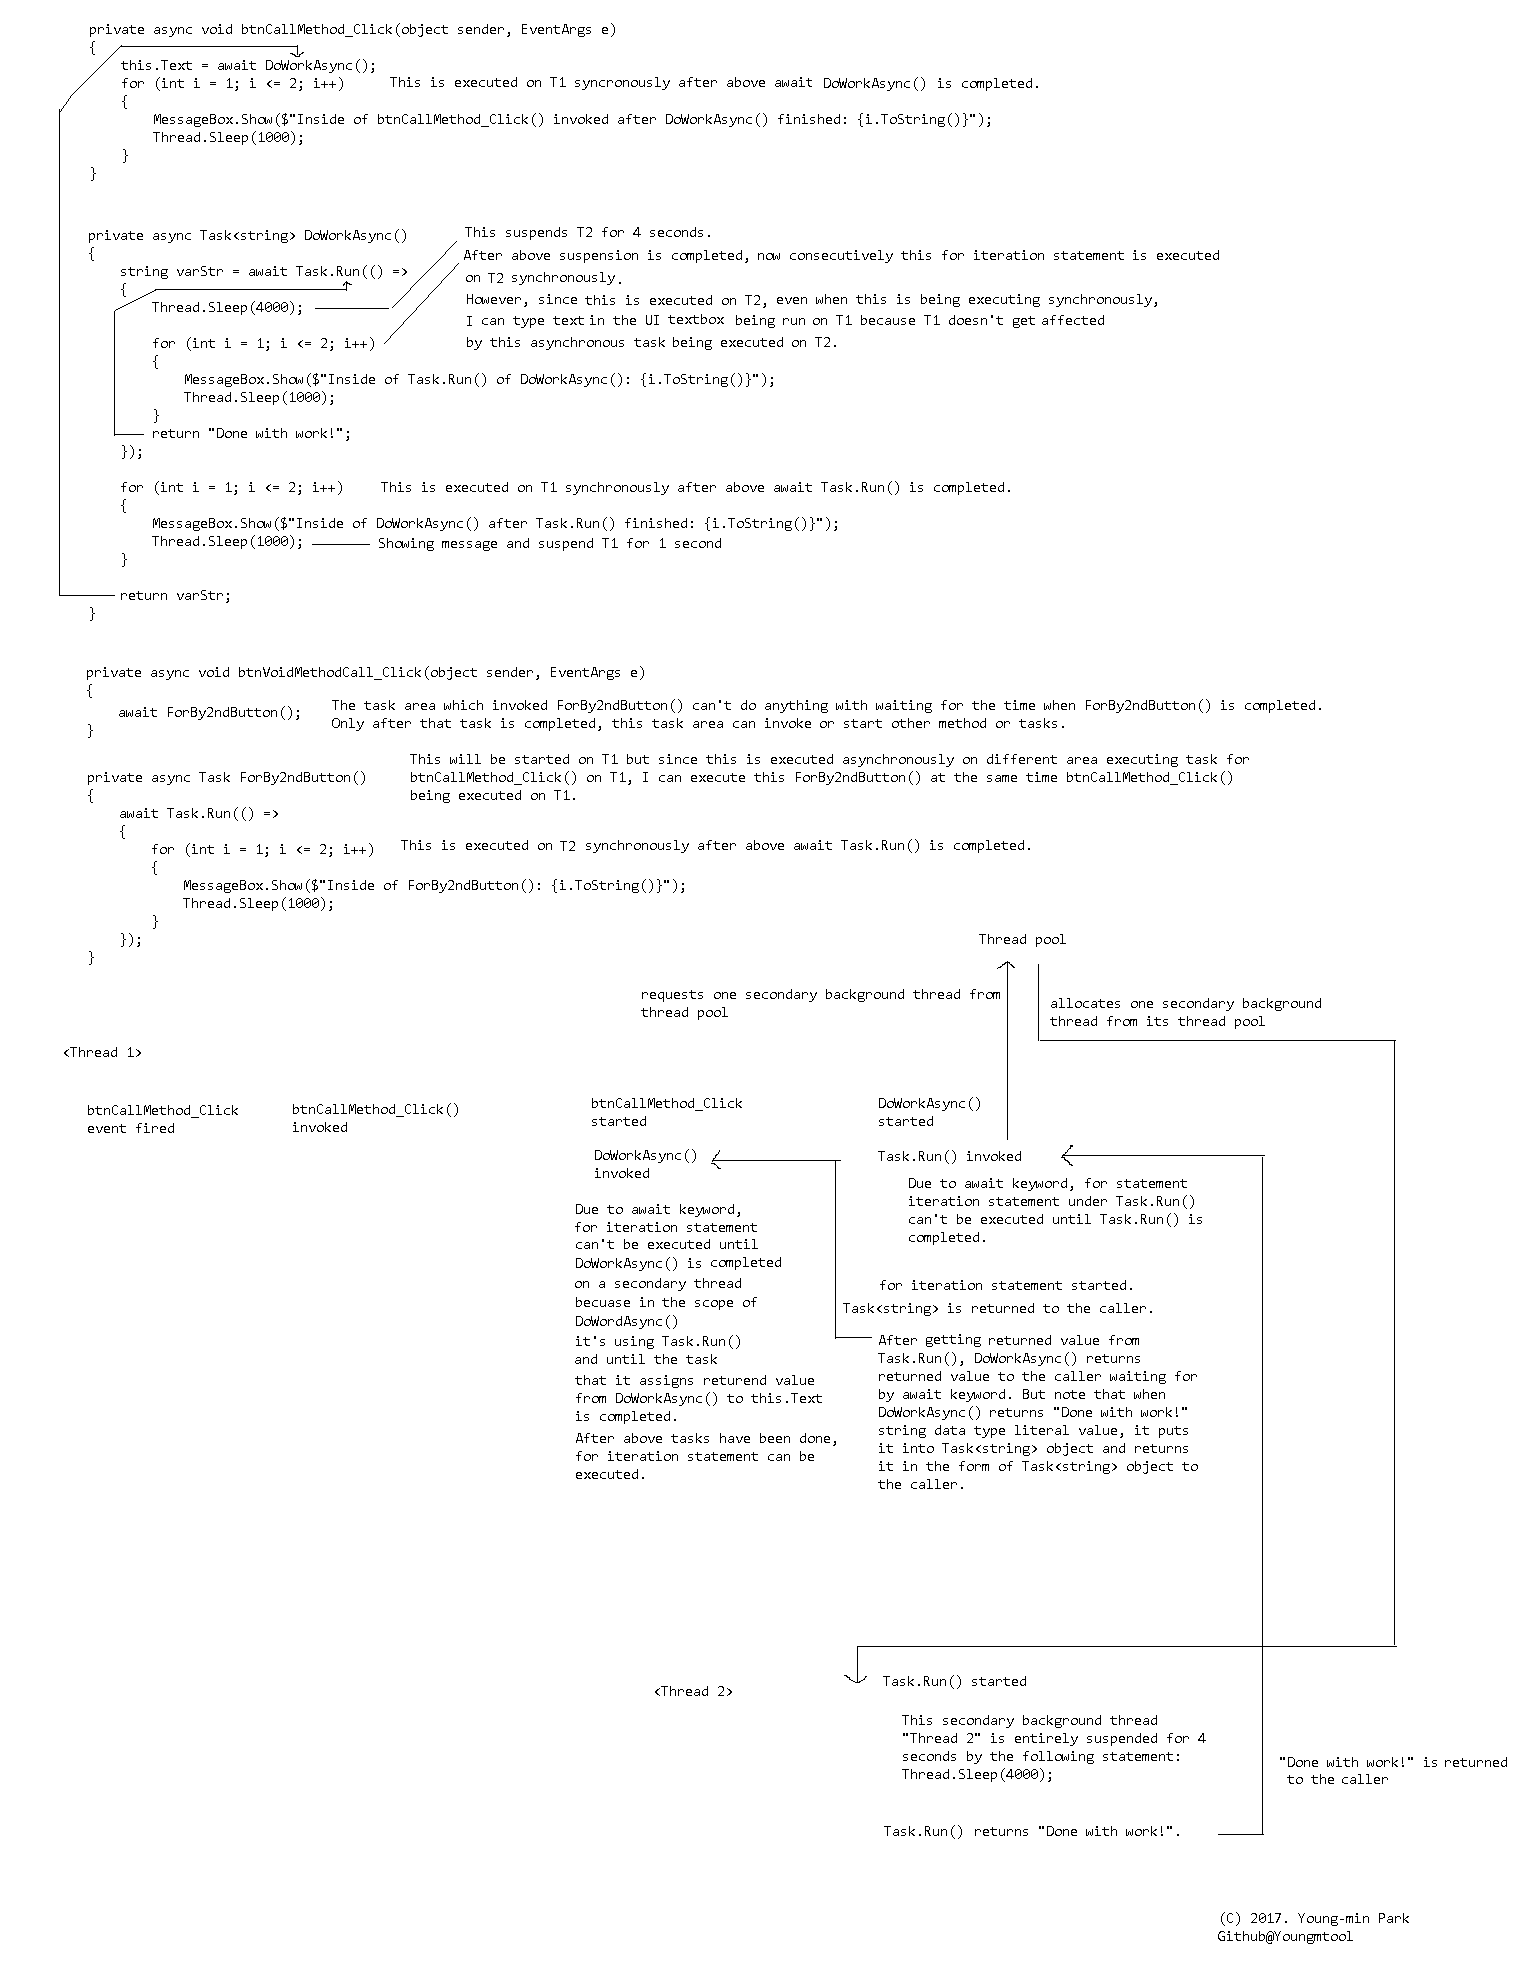 private async void btnCallMethod_Click(object sender, EventArgs e)
{
this.Text = await DoWorkAsync();
for (int i = 1; i <= 2; i++) This is executed on T1 syncronously after above await DoWorkAsync() is completed.
{
MessageBox.Show($"Inside of btnCallMethod_Click() invoked after DoWorkAsync() finished: {i.ToString()}");
Thread.Sleep(1000);
}
}
private async Task<string> DoWorkAsync()
{
string varStr = await Task.Run(() =>
{
Thread.Sleep(4000);
This suspends T2 for 4 seconds.
After above suspension is completed, now consecutively this for iteration statement is executed
on T2 synchronously.
However, since this is executed on T2, even when this is being executing synchronously,
I can type text in the UI textbox being run on T1 because T1 doesn't get affected
by this asynchronous task being executed on T2.
for (int i = 1; i <= 2; i++)
{
MessageBox.Show($"Inside of Task.Run() of DoWorkAsync(): {i.ToString()}");
Thread.Sleep(1000);
}
return "Done with work!";
});
for (int i = 1; i <= 2; i++) This is executed on T1 synchronously after above await Task.Run() is completed.
{
MessageBox.Show($"Inside of DoWorkAsync() after Task.Run() finished: {i.ToString()}");
Thread.Sleep(1000); Showing message and suspend T1 for 1 second
}
return varStr;
}
private async void btnVoidMethodCall_Click(object sender, EventArgs e)
{
await ForBy2ndButton();
}
The task area which invoked ForBy2ndButton() can't do anything with waiting for the time when ForBy2ndButton() is completed.
Only after that task is completed, this task area can invoke or start other method or tasks.
This will be started on T1 but since this is executed asynchronously on different area executing task for
btnCallMethod_Click() on T1, I can execute this ForBy2ndButton() at the same time btnCallMethod_Click()
being executed on T1.
private async Task ForBy2ndButton()
{
await Task.Run(() =>
{
for (int i = 1; i <= 2; i++) This is executed on T2 synchronously after above await Task.Run() is completed.
{
MessageBox.Show($"Inside of ForBy2ndButton(): {i.ToString()}");
Thread.Sleep(1000);
}
});
}
Thread pool
requests one secondary background thread from
thread pool
allocates one secondary background
thread from its thread pool
<Thread 1>
btnCallMethod_Click
event fired
btnCallMethod_Click()
invoked
btnCallMethod_Click
started
DoWorkAsync()
invoked
Due to await keyword,
for iteration statement
can't be executed until
DoWorkAsync() is completed
on a secondary thread
becuase in the scope of
DoWordAsync()
it's using Task.Run()
and until the task
that it assigns returend value
from DoWorkAsync() to this.Text
is completed.
After above tasks have been done,
for iteration statement can be
executed.
DoWorkAsync()
started
Task.Run() invoked
Due to await keyword, for statement
iteration statement under Task.Run()
can't be executed until Task.Run() is
completed.
for iteration statement started.
Task<string> is returned to the caller.
After getting returned value from
Task.Run(), DoWorkAsync() returns
returned value to the caller waiting for
by await keyword. But note that when
DoWorkAsync() returns "Done with work!"
string data type literal value, it puts
it into Task<string> object and returns
it in the form of Task<string> object to
the caller.
<Thread 2>
Task.Run() started
This secondary background thread
"Thread 2" is entirely suspended for 4
seconds by the following statement:
Thread.Sleep(4000);
"Done with work!" is returned
to the caller
Task.Run() returns "Done with work!".
(C) 2017. Young-min Park
Github@Youngmtool